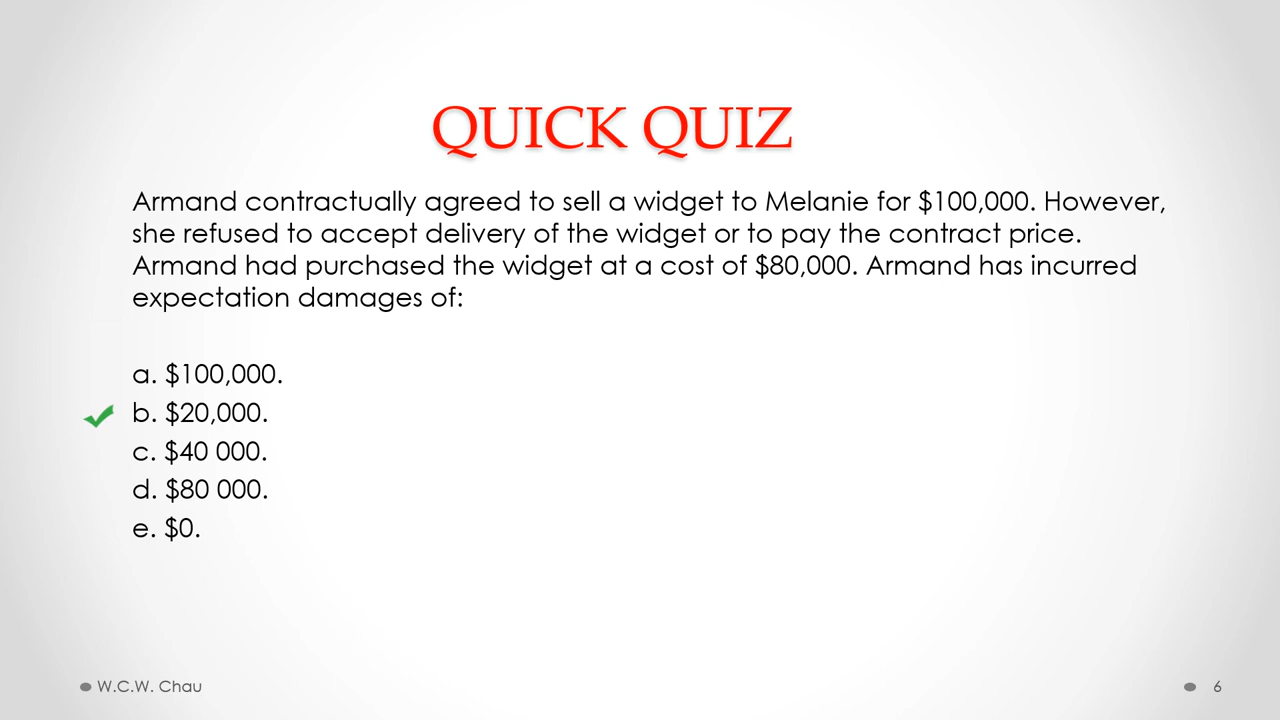 QUICK QUIZ
Armand contractually agreed to sell a widget to Melanie for $100,000. However,
she refused to accept delivery of the widget or to pay the contract price.
Armand had purchased the widget at a cost of $80,000. Armand has incurred
expectation damages of:
a. $100,000.
b. $20,000.
c. $40 000.
d. $80 000.
e. $0.
W.C.W. Chau
6